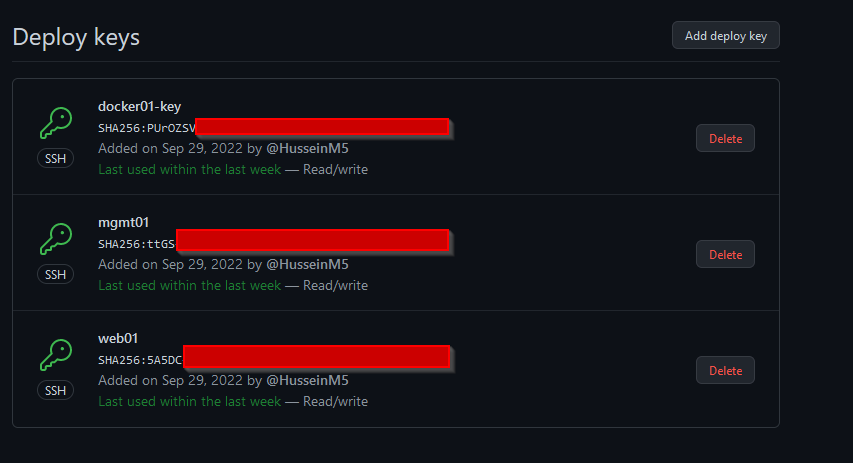 Deploy keys
Add deploy key
docker01-key
SHA256:PUrOZSV
Added on Sep 29, 2022 by @HusseinM5
Last used within the last week — Read/write
SSH
Delete
mgmt01
SHA256:ttGS
Added on Sep 29, 2022 by @HusseinM5
Last used within the last week — Read/write
SSH
Delete
web01
SHA256:5A5DC
Added on Sep 29, 2022 by @HusseinM5
Last used within the last week — Read/write
SSH
Delete